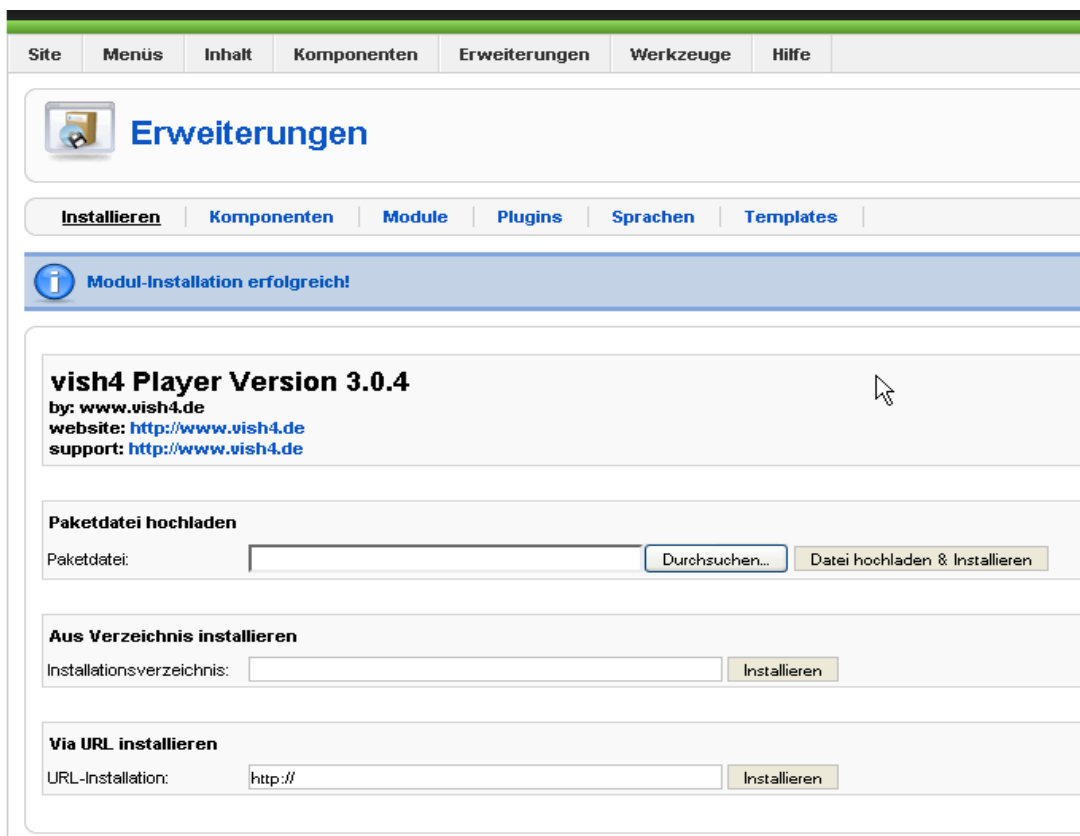 Site Menüs Inhalt Komponenten Erweiterungen Werkzeuge Hilfe
Erweiterungen
Installieren Komponenten Module Plugins Sprachen Templates
Modul-Installation erfolgreich!
vish4 Player Version 3.0.4
by: www.vish4.de
website: http://www.vish4.de
support: http://www.vish4.de
Paketdatei hochladen
Paketdatei: Durchsuchen... Datei hochladen & Installieren
Aus Verzeichnis installieren
Installationsverzeichnis: Installieren
Via URL installieren
URL-Installation: http:// Installieren